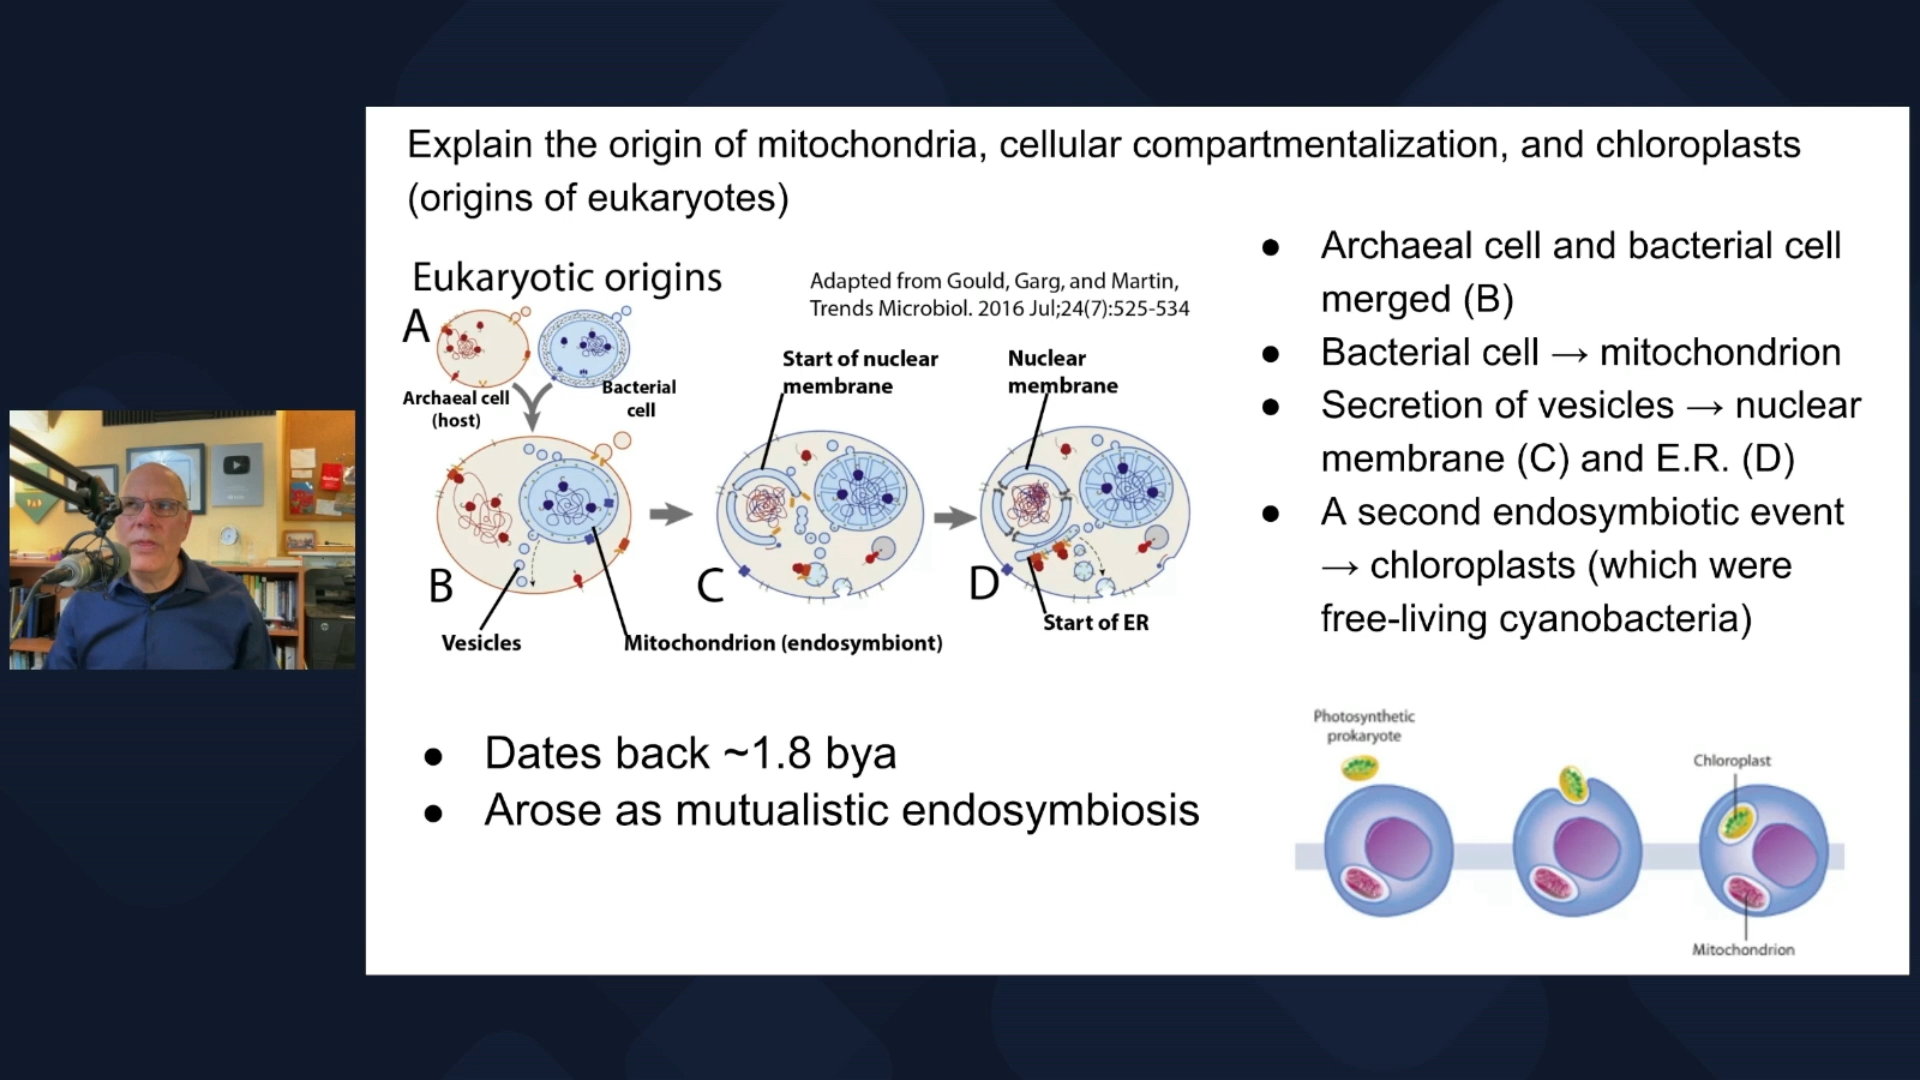 Explain the origin of mitochondria, cellular compartmentalization, and chloroplasts
(origins of eukaryotes)
Eukaryotic origins
Adapted from Gould, Garg, and Martin,
Trends Microbiol. 2016 Jul;24(7):525-534
A
Archaeal cell
(host)
Bacterial
cell
Start of nuclear
membrane
Nuclear
membrane
B
C
D
Vesicles
Mitochondrion (endosymbiont)
Start of ER
● Archaeal cell and bacterial cell
merged (B)
● Bacterial cell → mitochondrion
● Secretion of vesicles → nuclear
membrane (C) and E.R. (D)
● A second endosymbiotic event
→ chloroplasts (which were
free-living cyanobacteria)
● Dates back ~1.8 bya
● Arose as mutualistic endosymbiosis
Photosynthetic
prokaryote
Chloroplast
Mitochondrion